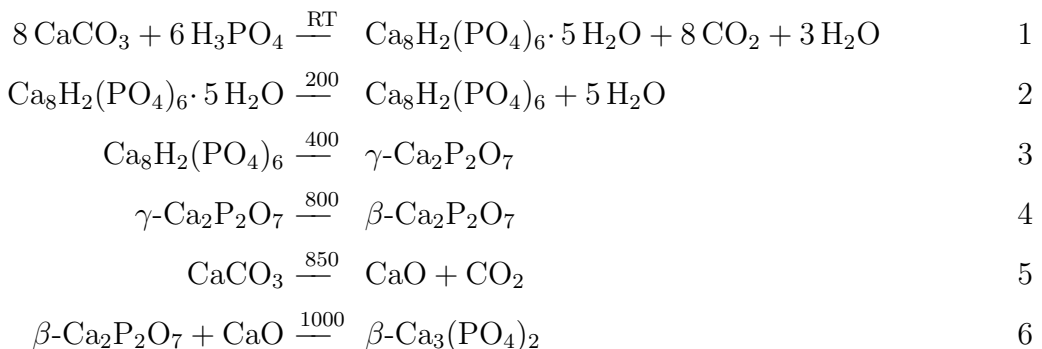 8 CaCO₃ + 6 H₃PO₄ —RT— Ca₈H₂(PO₄)₆· 5 H₂O + 8 CO₂ + 3 H₂O 1
Ca₈H₂(PO₄)₆· 5 H₂O —200— Ca₈H₂(PO₄)₆ + 5 H₂O 2
Ca₈H₂(PO₄)₆ —400— γ-Ca₂P₂O₇ 3
γ-Ca₂P₂O₇ —800— β-Ca₂P₂O₇ 4
CaCO₃ —850— CaO + CO₂ 5
β-Ca₂P₂O₇ + CaO —1000— β-Ca₃(PO₄)₂ 6